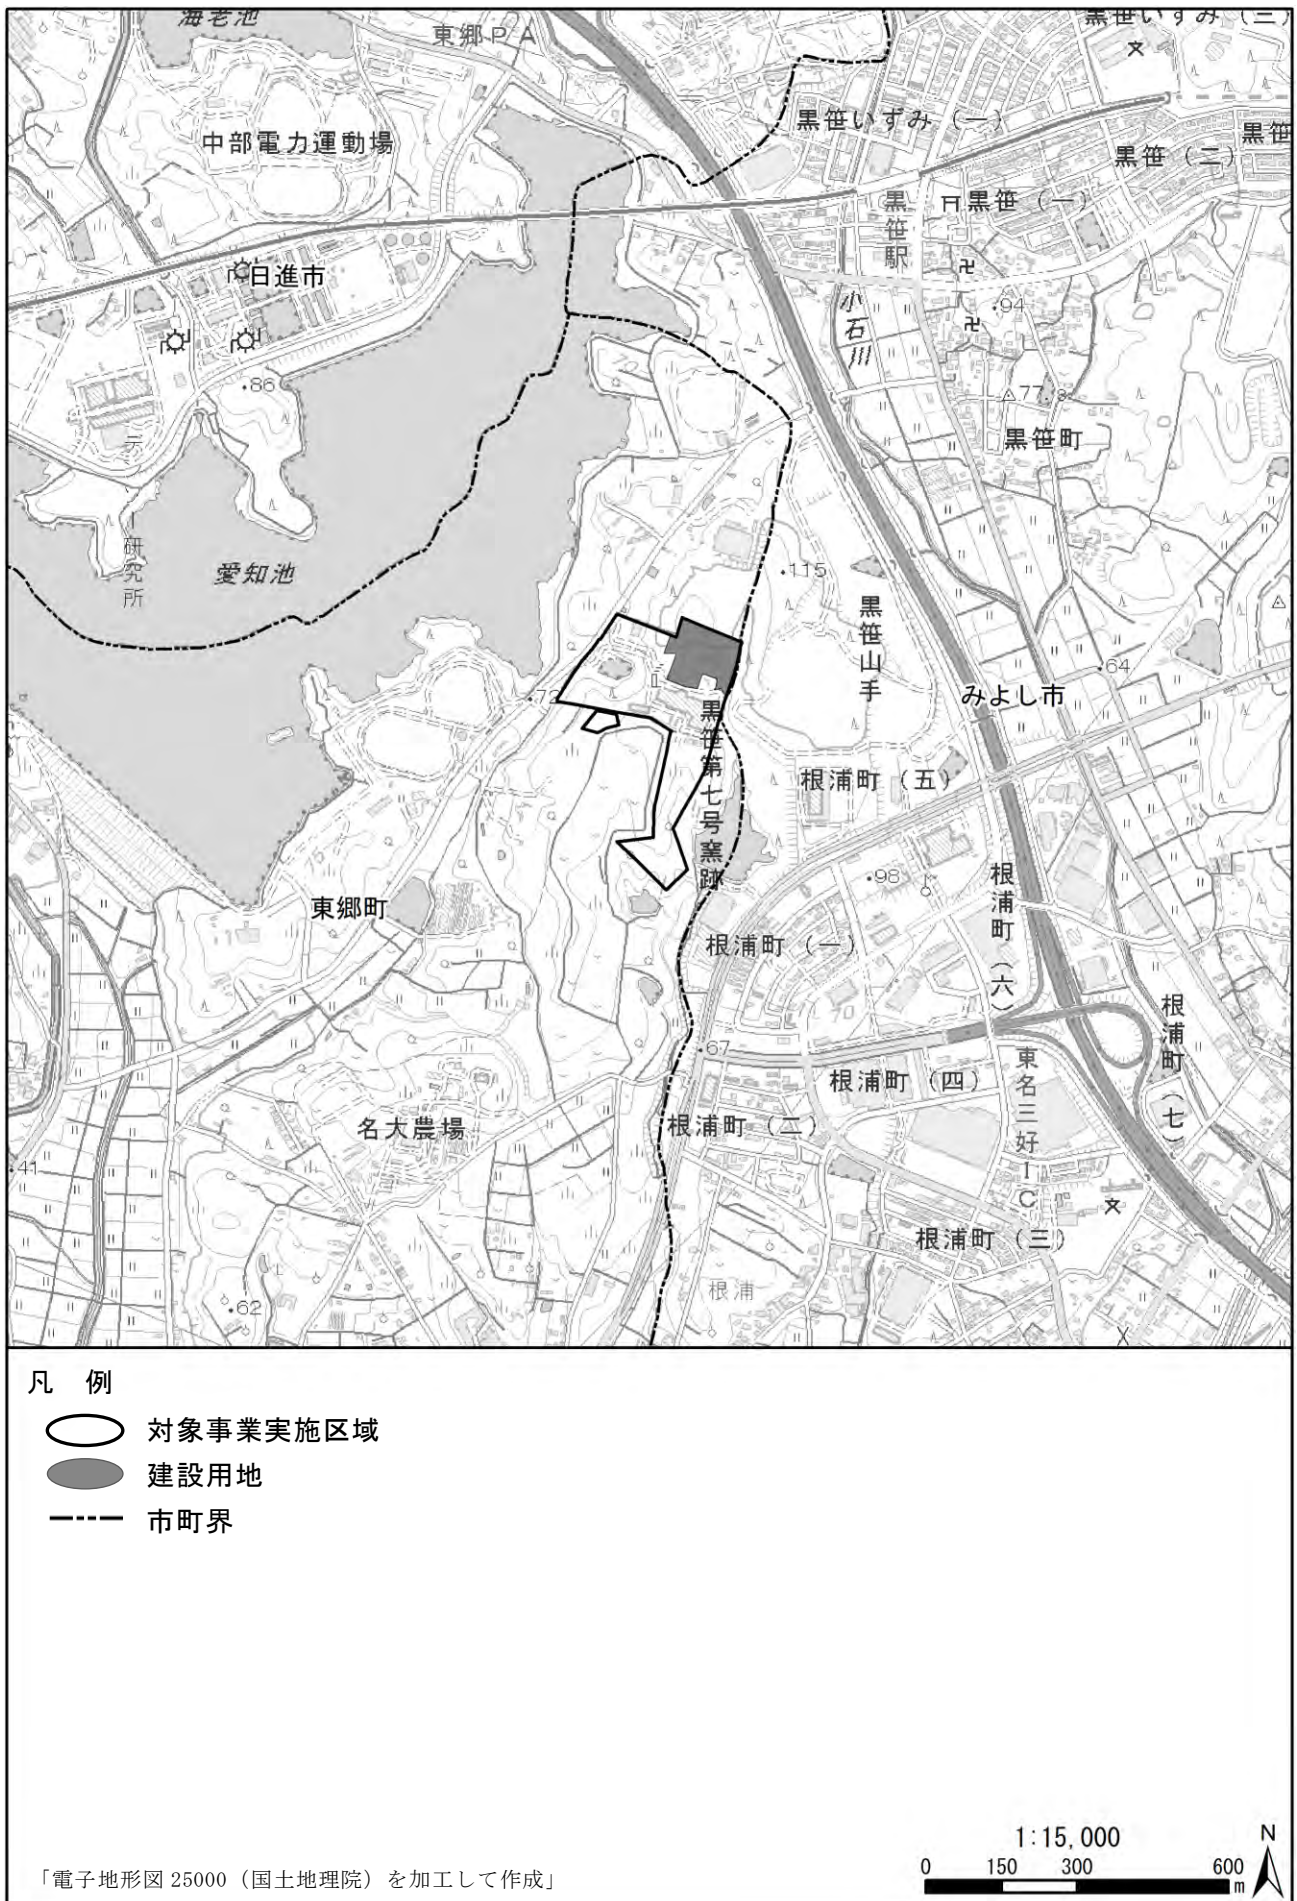 海老池
東郷PA
黒笹いずみ（三）
中部電力運動場
黒笹いずみ（一）
黒笹（二）
黒笹
黒笹駅
黒笹（一）
日進市
小石川
94
86
77.8
黒笹町
70
デンソー研究所
愛知池
115
黒笹山手
64
72
みよし市
黒笹第七号窯跡
根浦町（五）
98
根浦町（六）
東郷町
根浦町（一）
70
根浦町（七）
67
根浦町（四）
東名三好IC
名大農場
根浦町（二）
41
根浦町（三）
根浦
62
凡 例
対象事業実施区域
建設用地
市町界
1:15,000
N
0 150 300 600
m
「電子地形図 25000（国土地理院）を加工して作成」